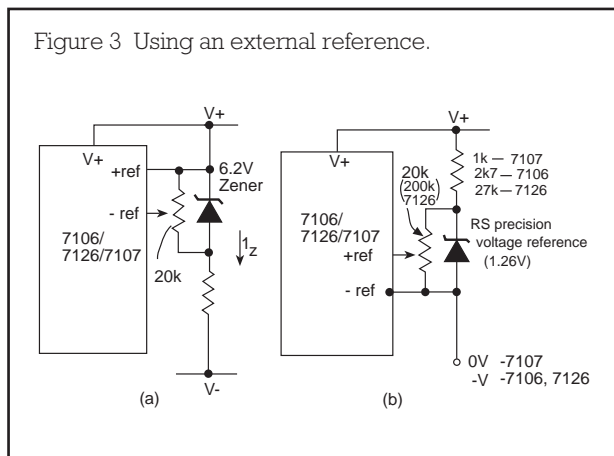 Figure 3 Using an external reference.
V+
V+
+ref
6.2V
Zener
- ref
7106/
7126/7107
20k
1z
V-
(a)
V+
V+
1k — 7107
2k7 — 7106
27k — 7126
20k
(200k
7126)
RS precision
voltage reference
(1.26V)
7106/
7126/7107
+ref
- ref
0V -7107
-V -7106, 7126
(b)